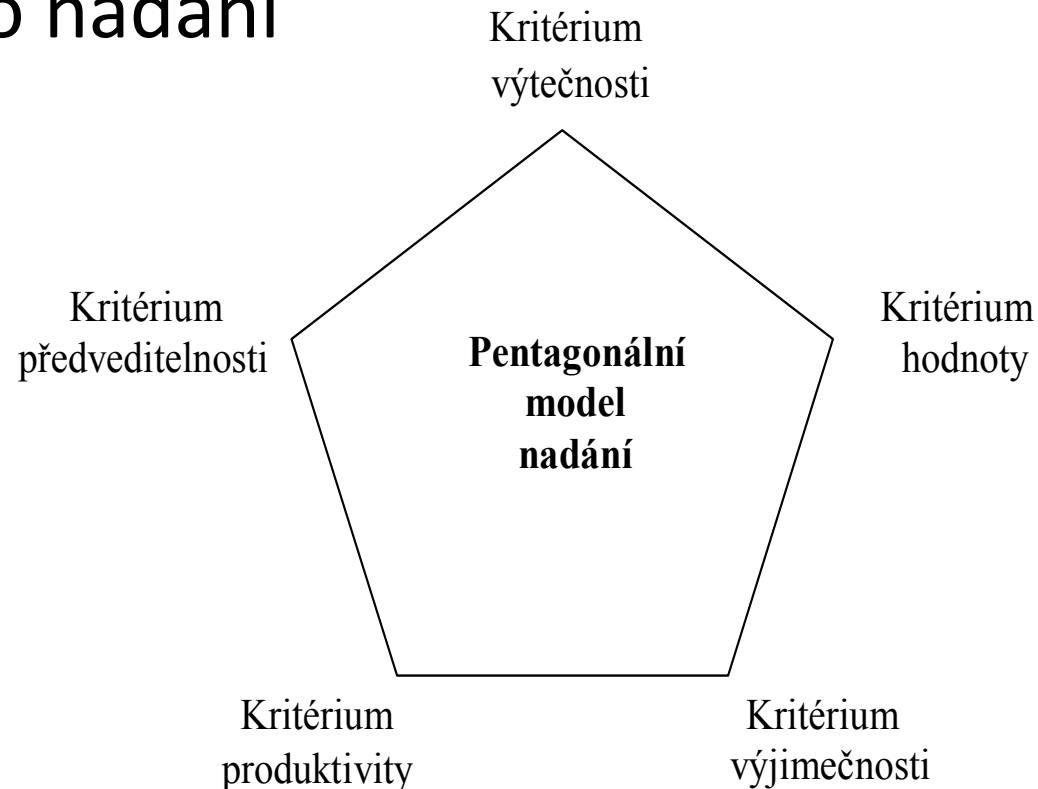 o nadání
Kritérium
výtečnosti
Kritérium
předveditelnosti
Kritérium
hodnoty
Pentagonální
model
nadání
Kritérium
produktivity
Kritérium
výjimečnosti